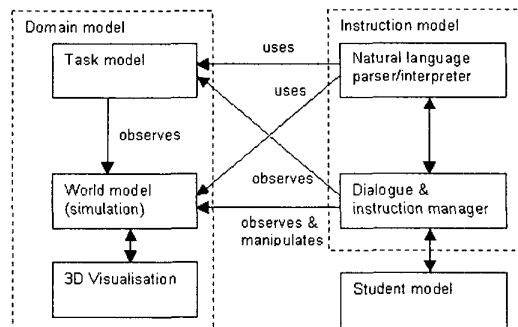 Domain model
Instruction model
Task model
uses
Natural language
parser/interpreter
uses
observes
World model
(simulation)
observes
Dialogue &
instruction manager
observes &
manipulates
3D Visualisation
Student model